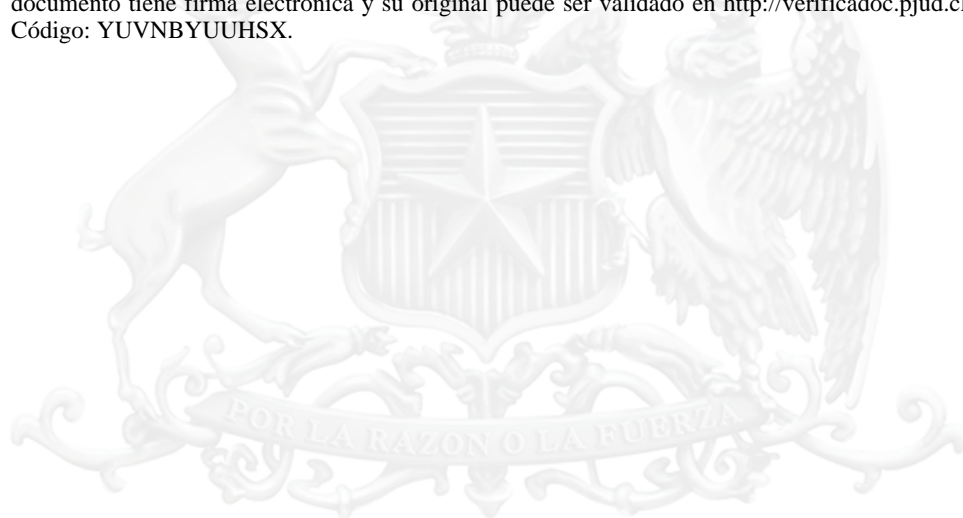 documento tiene firma electrónica y su original puede ser validado en http://verificadoc.pjud.cl
Código: YUVNBYUUHSX.
POR LA RAZON O LA FUERZA